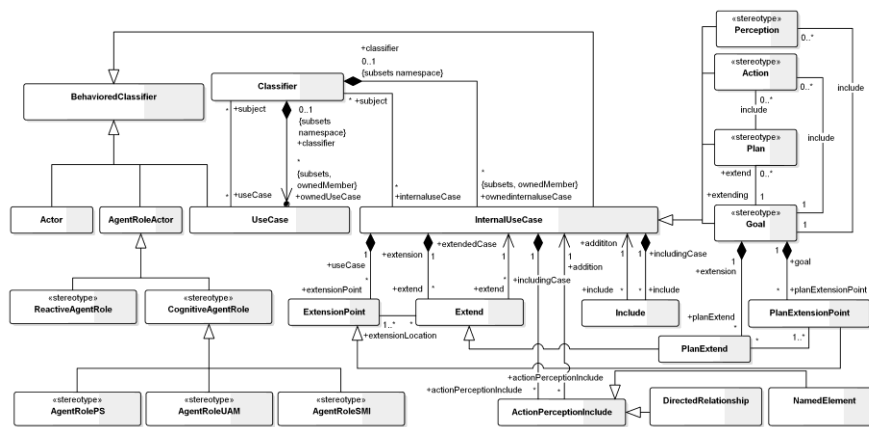 «stereotype»
Perception
0..*
+classifier
0..1
{subsets namespace}
«stereotype»
Action
0..*
include
include
0..*
include
Classifier
BehavioredClassifier
*
+subject
0..1
{subsets
namespace}
+classifier
*
+subject
«stereotype»
Plan
+extend
0..*
*
{subsets,
ownedMember}
+ownedUseCase
*
+useCase
*
+internaluseCase
*
{subsets, ownedMember}
+ownedinternaluseCase
+extending
1
Actor
AgentRoleActor
UseCase
InternalUseCase
«stereotype»
Goal
1
1
1
+useCase
1
+extension
1
+extendedCase
1
1
+includingCase
1
+addition
+addititon
1
1
+includingCase
1
+extension
1
+goal
«stereotype»
ReactiveAgentRole
«stereotype»
CognitiveAgentRole
*
+extensionPoint
+extend
*
+extend
*
*
+include
*
+include
*
+planExtensionPoint
ExtensionPoint
Extend
Include
PlanExtensionPoint
1..*
*
+extensionLocation
+planExtend
*
PlanExtend
*
1..*
«stereotype»
AgentRolePS
«stereotype»
AgentRoleUAM
«stereotype»
AgentRoleSMI
+actionPerceptionInclude
+actionPerceptionInclude
*
*
ActionPerceptionInclude
DirectedRelationship
NamedElement